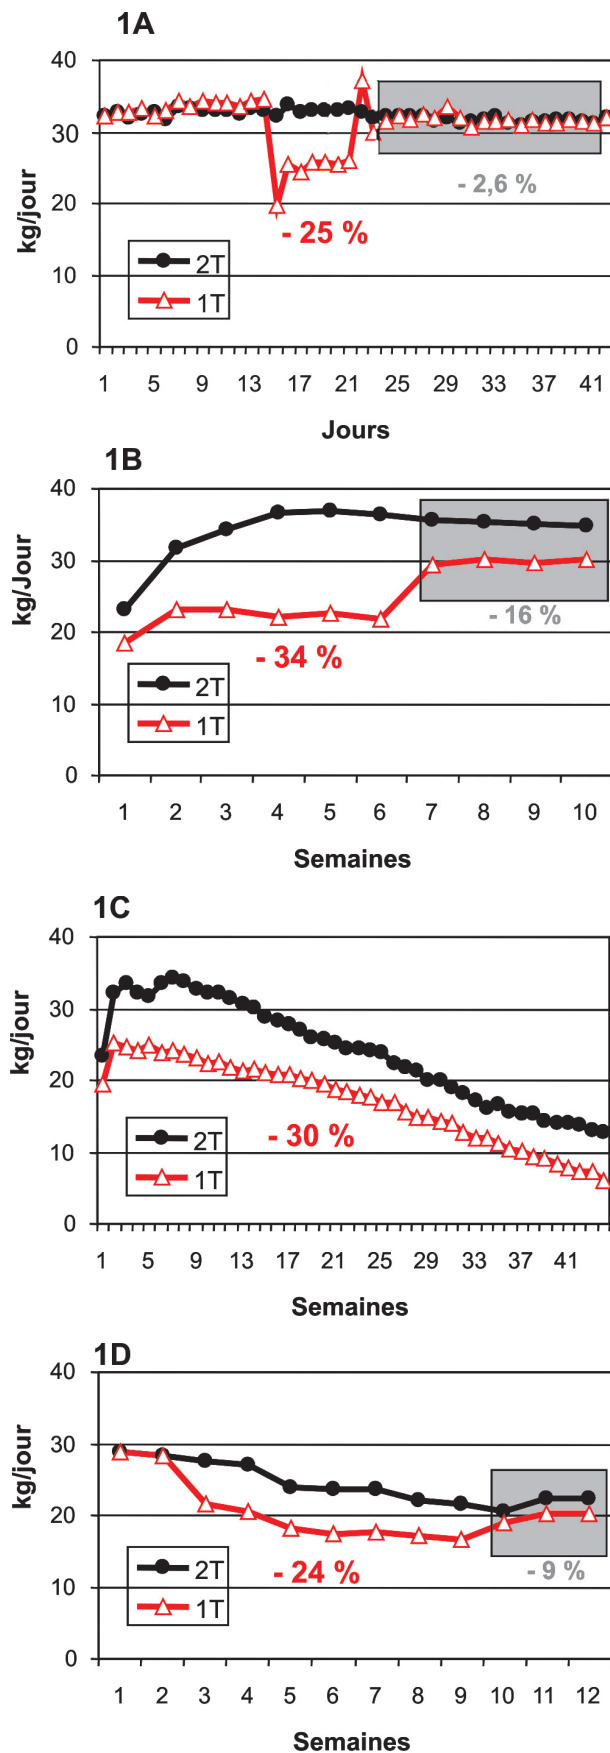 1A
40
30
20
10
0
kg/jour
- 2,6 %
- 25 %
2T
1T
1 5 9 13 17 21 25 29 33 37 41
Jours
1B
40
30
20
10
0
kg/Jour
- 16 %
- 34 %
2T
1T
1 2 3 4 5 6 7 8 9 10
Semaines
1C
40
30
20
10
0
kg/jour
- 30 %
2T
1T
1 5 9 13 17 21 25 29 33 37 41
Semaines
1D
40
30
20
10
0
kg/jour
- 24 %
- 9 %
2T
1T
1 2 3 4 5 6 7 8 9 10 11 12
Semaines